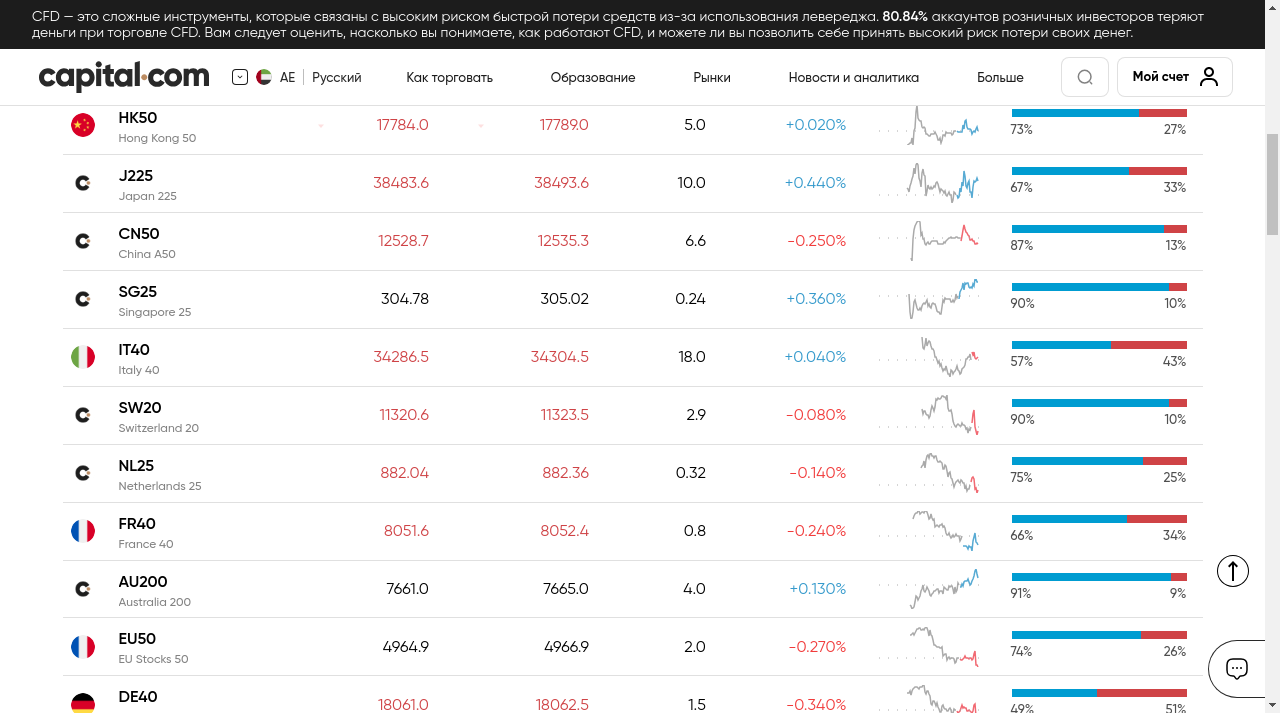 CFD — это сложные инструменты, которые связаны с высоким риском быстрой потери средств из-за использования левереджа. 80.84% аккаунтов розничных инвесторов теряют
деньги при торговле CFD. Вам следует оценить, насколько вы понимаете, как работают CFD, и можете ли вы позволить себе принять высокий риск потери своих денег.
capital.com AE Русский Как торговать Образование Рынки Новости и аналитика Больше Мой счет
HK50 17784.0 17789.0 5.0 +0.020%
Hong Kong 50 73% 27%
J225 38483.6 38493.6 10.0 +0.440%
Japan 225 67% 33%
CN50 12528.7 12535.3 6.6 -0.250%
China A50 87% 13%
SG25 304.78 305.02 0.24 +0.360%
Singapore 25 90% 10%
IT40 34286.5 34304.5 18.0 +0.040%
Italy 40 57% 43%
SW20 11320.6 11323.5 2.9 -0.080%
Switzerland 20 90% 10%
NL25 882.04 882.36 0.32 -0.140%
Netherlands 25 75% 25%
FR40 8051.6 8052.4 0.8 -0.240%
France 40 66% 34%
AU200 7661.0 7665.0 4.0 +0.130%
Australia 200 91% 9%
EU50 4964.9 4966.9 2.0 -0.270%
EU Stocks 50 74% 26%
DE40 18061.0 18062.5 1.5 -0.340%
49% 51%